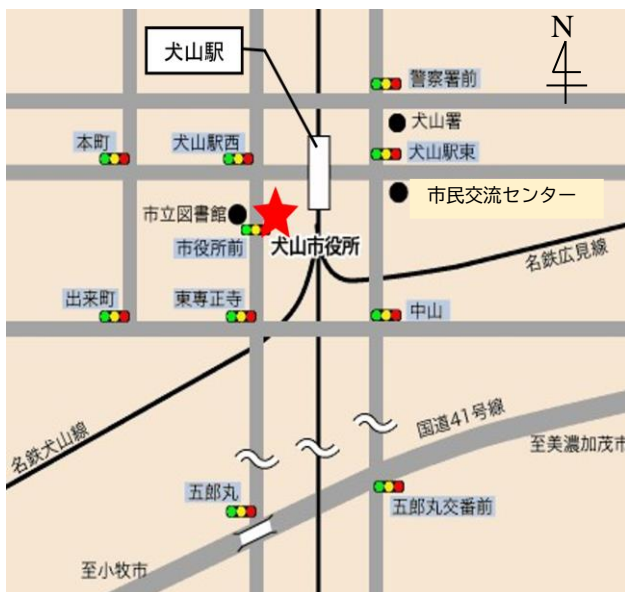 N
犬山駅
警察署前
犬山署
本町
犬山駅西
犬山駅東
市民交流センター
市立図書館
市役所前
犬山市役所
名鉄広見線
出来町
東専正寺
中山
国道41号線
名鉄犬山線
至美濃加茂市
五郎丸
五郎丸交番前
至小牧市